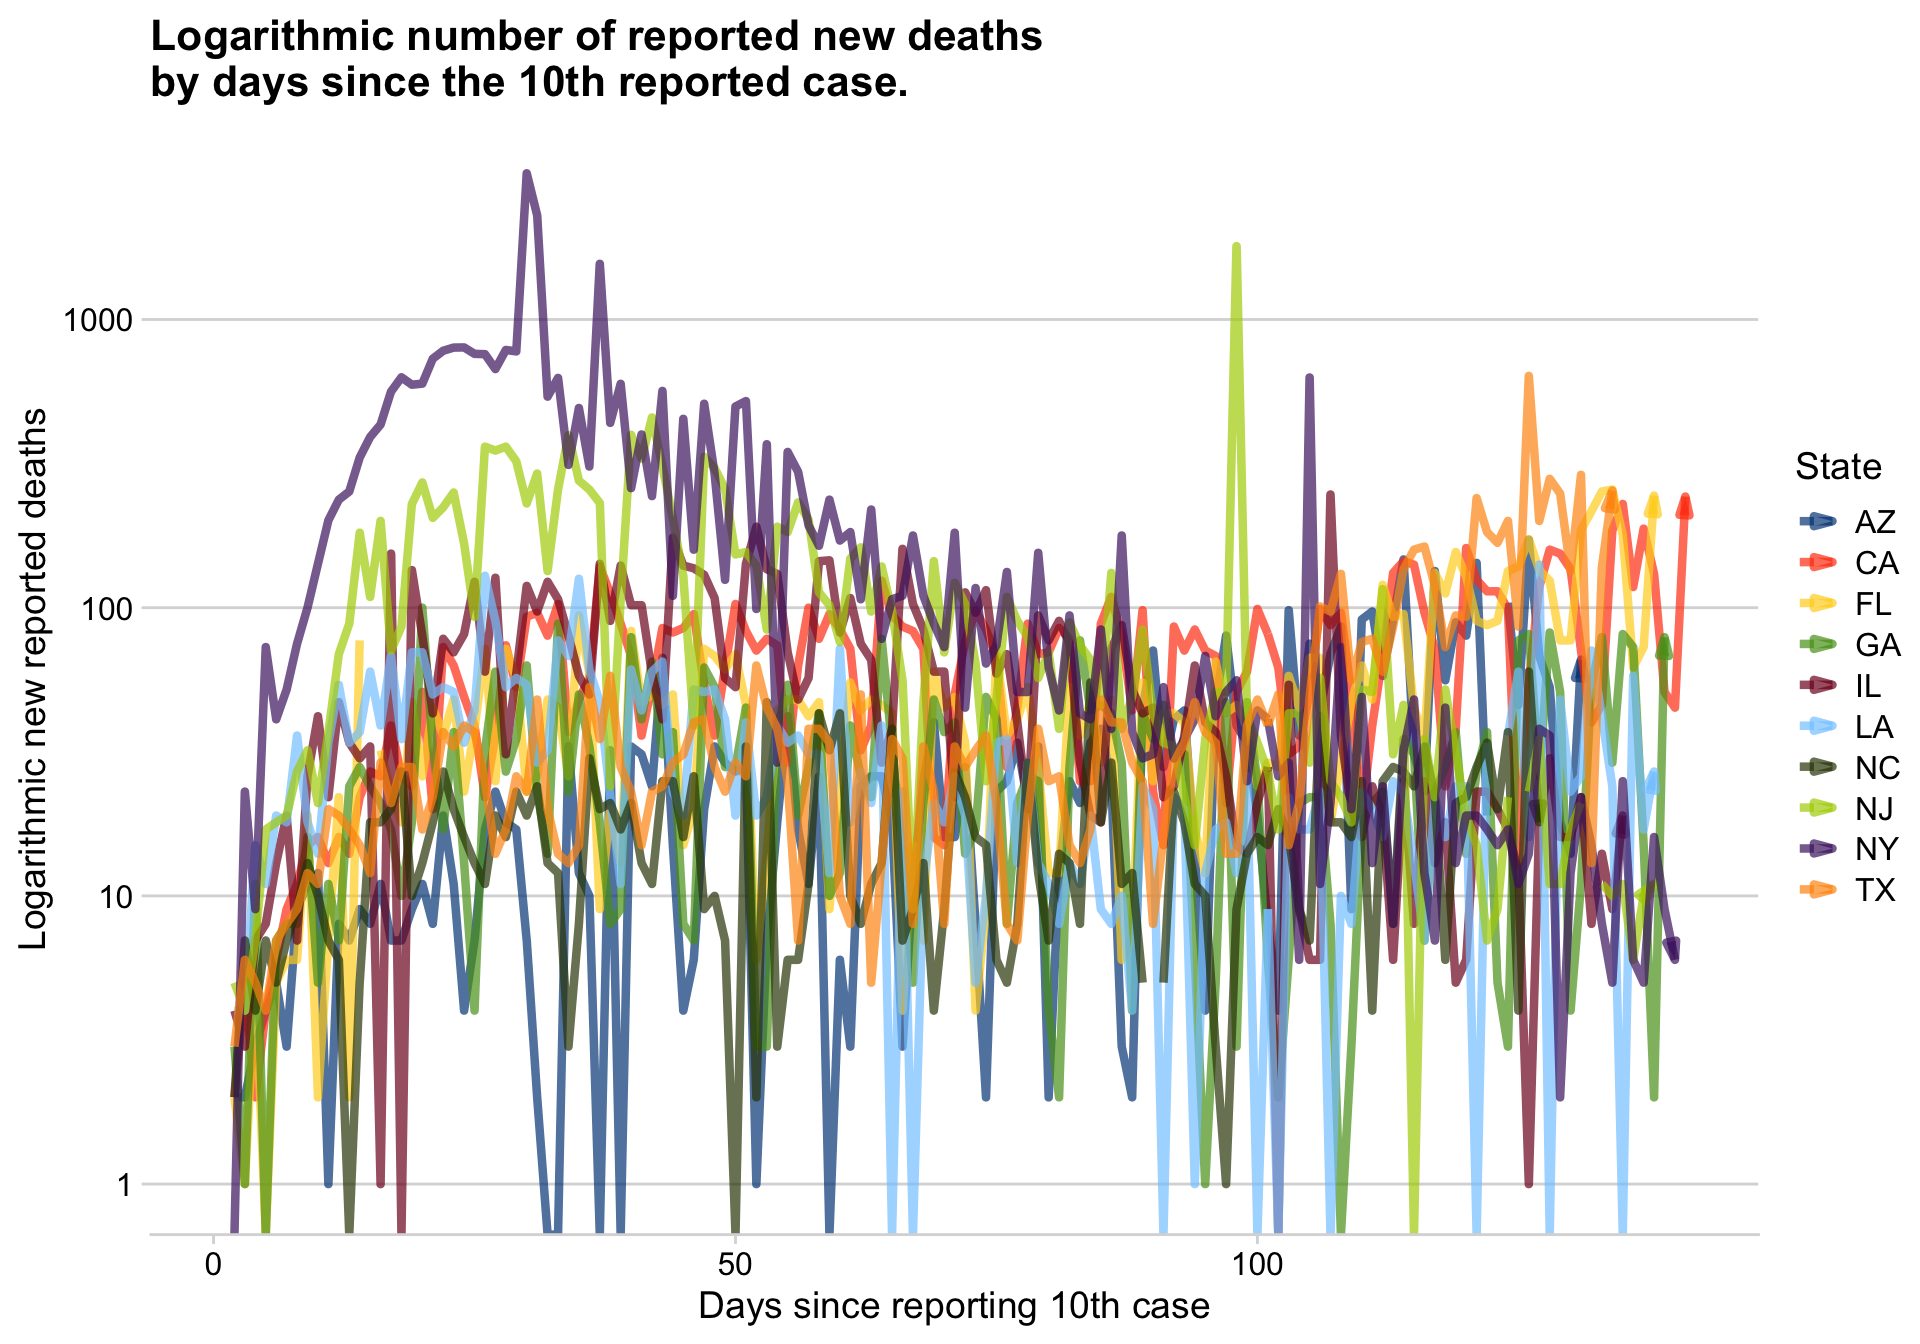 Logarithmic number of reported new deaths
by days since the 10th reported case.
Logarithmic new reported deaths
1000
100
10
1
0
50
100
Days since reporting 10th case
State
AZ
CA
FL
GA
IL
LA
NC
NJ
NY
TX